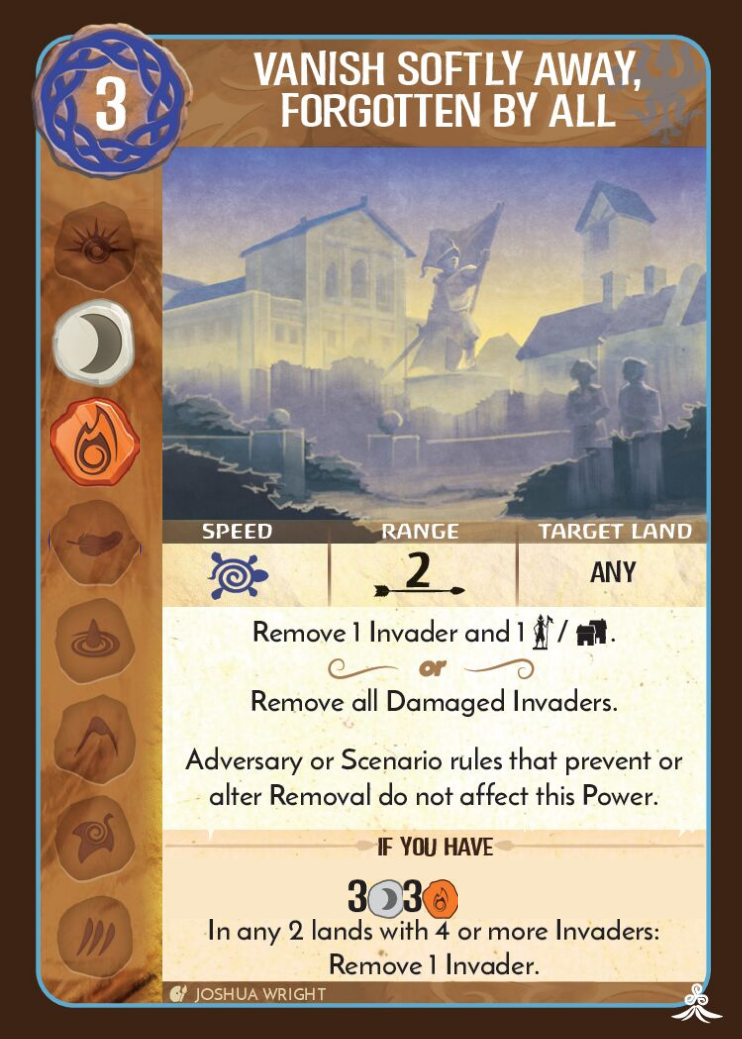 3
VANISH SOFTLY AWAY,
FORGOTTEN BY ALL
SPEED RANGE TARGET LAND
2 ANY
Remove 1 Invader and 1 / .
or
Remove all Damaged Invaders.
Adversary or Scenario rules that prevent or
alter Removal do not affect this Power.
IF YOU HAVE
3 3
In any 2 lands with 4 or more Invaders:
Remove 1 Invader.
JOSHUA WRIGHT